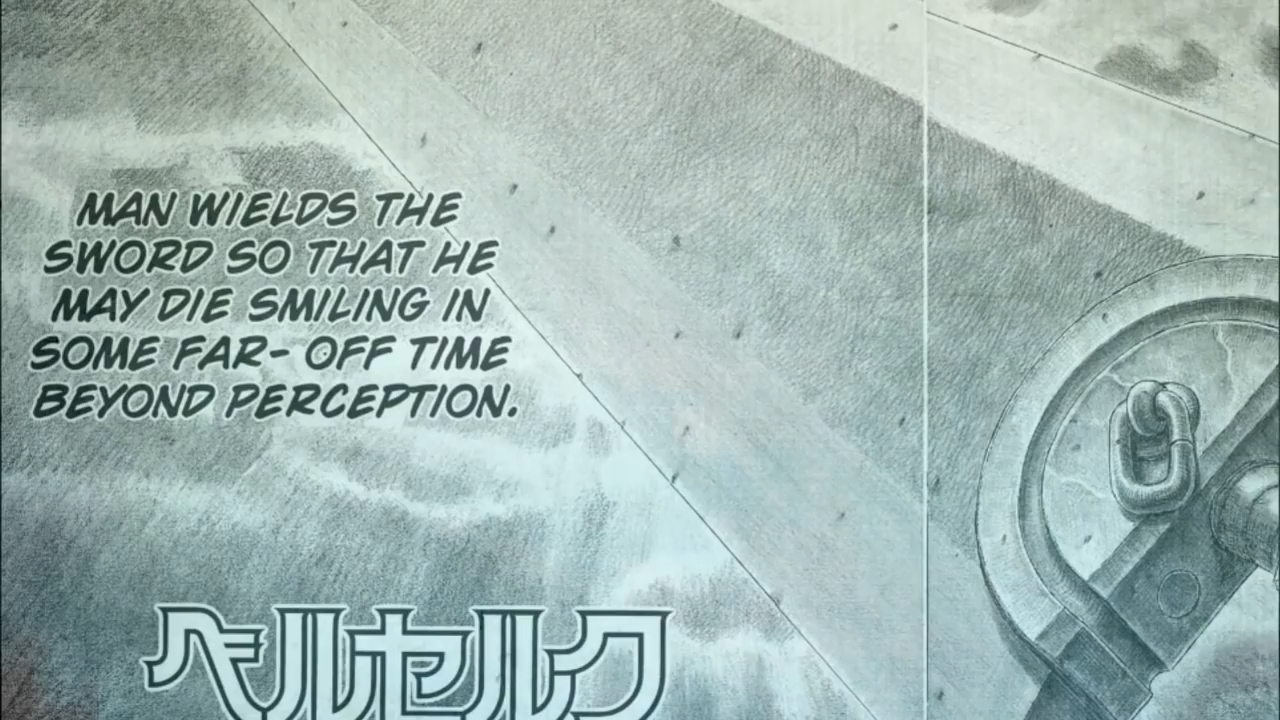 MAN WIELDS THE
SWORD SO THAT HE
MAY DIE SMILING IN
SOME FAR- OFF TIME
BEYOND PERCEPTION.
ベルセルク